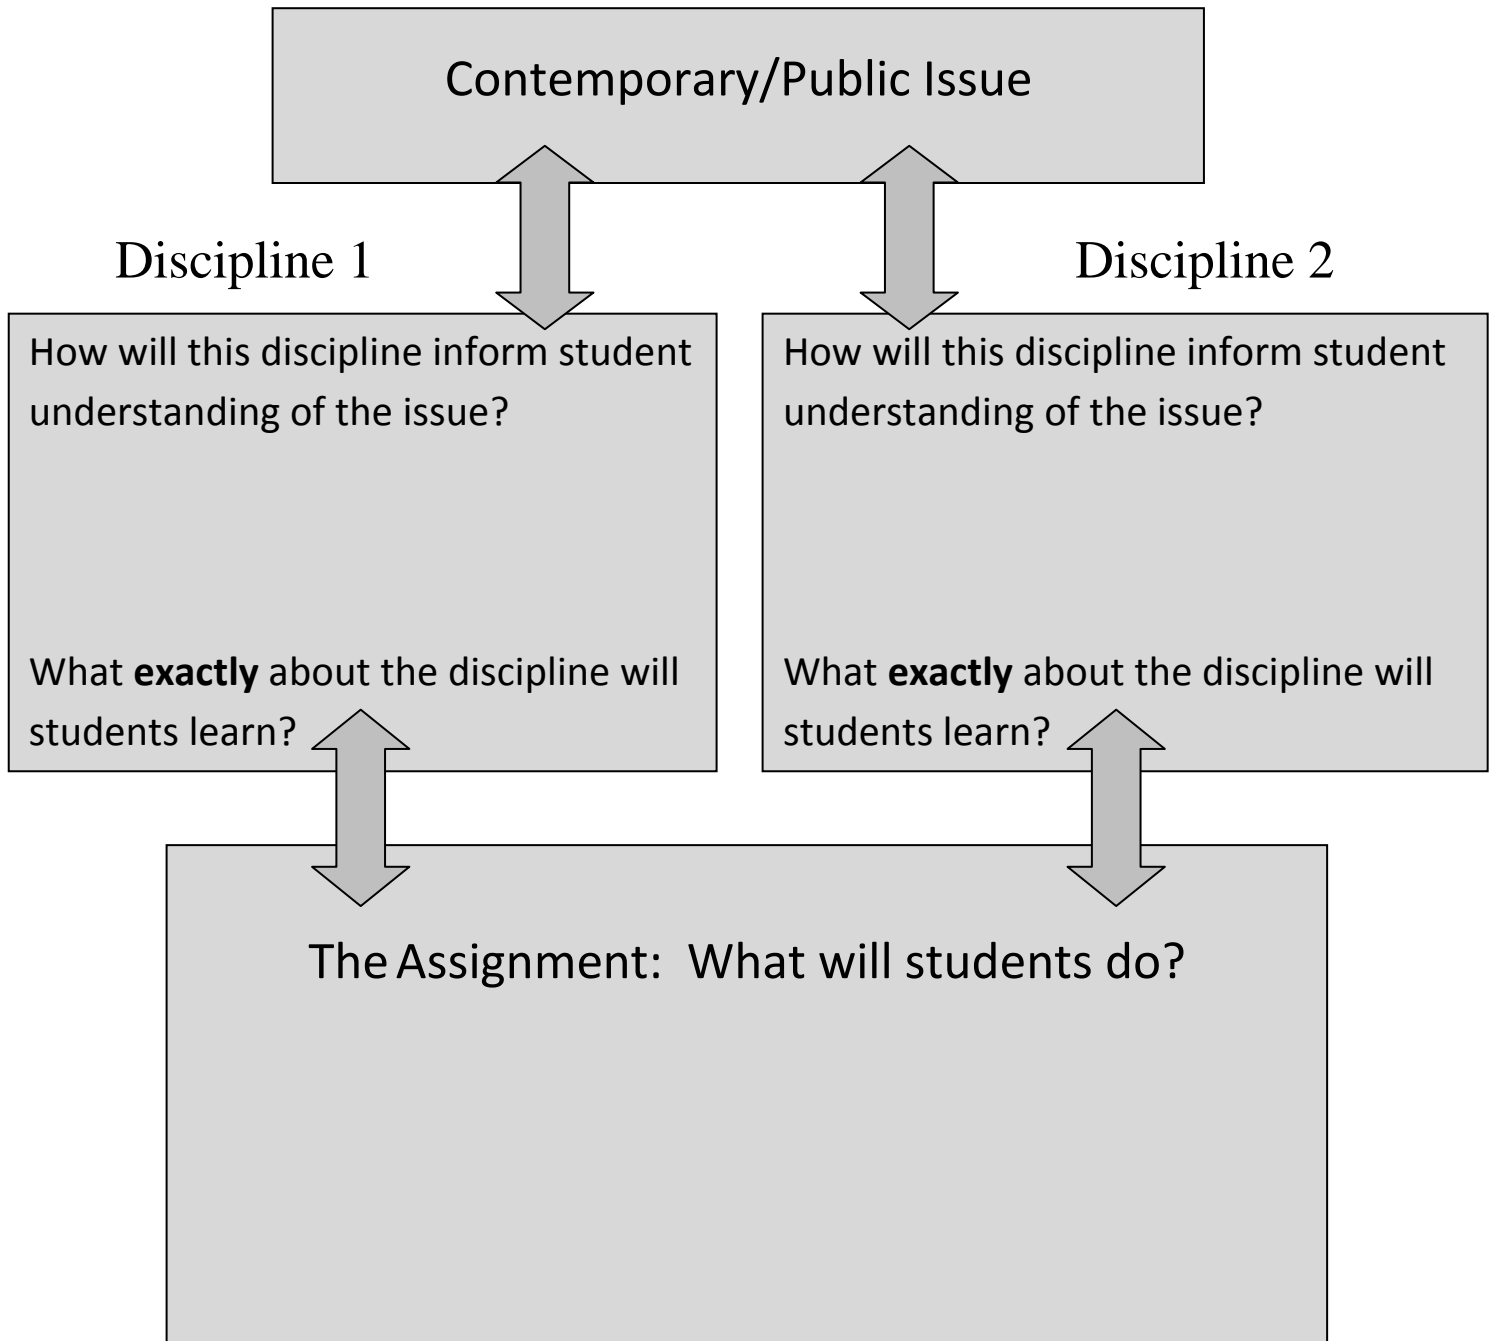 Contemporary/Public Issue
Discipline 1
Discipline 2
How will this discipline inform student
understanding of the issue?
What exactly about the discipline will
students learn?
How will this discipline inform student
understanding of the issue?
What exactly about the discipline will
students learn?
The Assignment: What will students do?